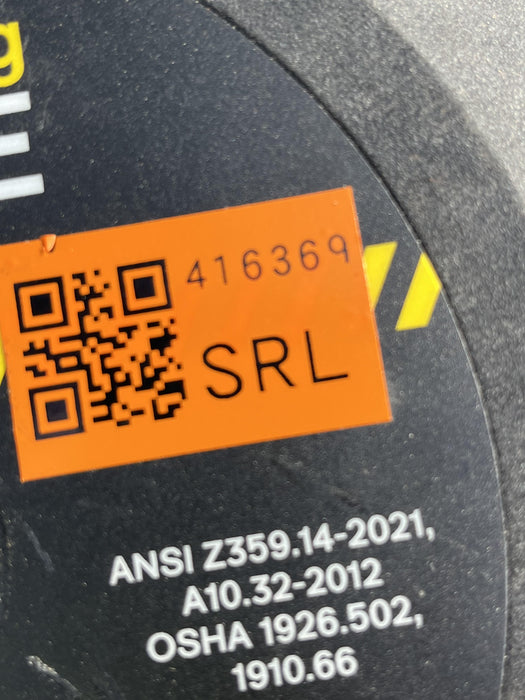 g
416369
SRL
ANSI Z359.14-2021,
A10.32-2012
OSHA 1926.502,
1910.66